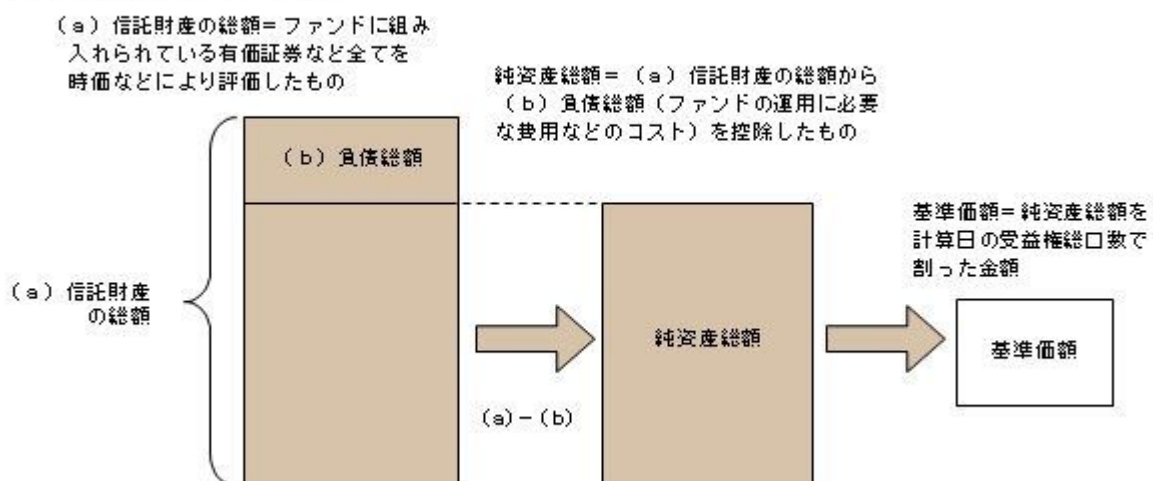 （a）信託財産の総額=ファンドに組み
入れられている有価証券など全てを
時価などにより評価したもの
純資産総額=（a）信託財産の総額から
（b）負債総額（ファンドの運用に必要
な費用などのコスト）を控除したもの
（b）負債総額
基準価額=純資産総額を
計算日の受益権総口数で
割った金額
（a）信託財産
の総額
純資産総額
基準価額
（a）－（b）